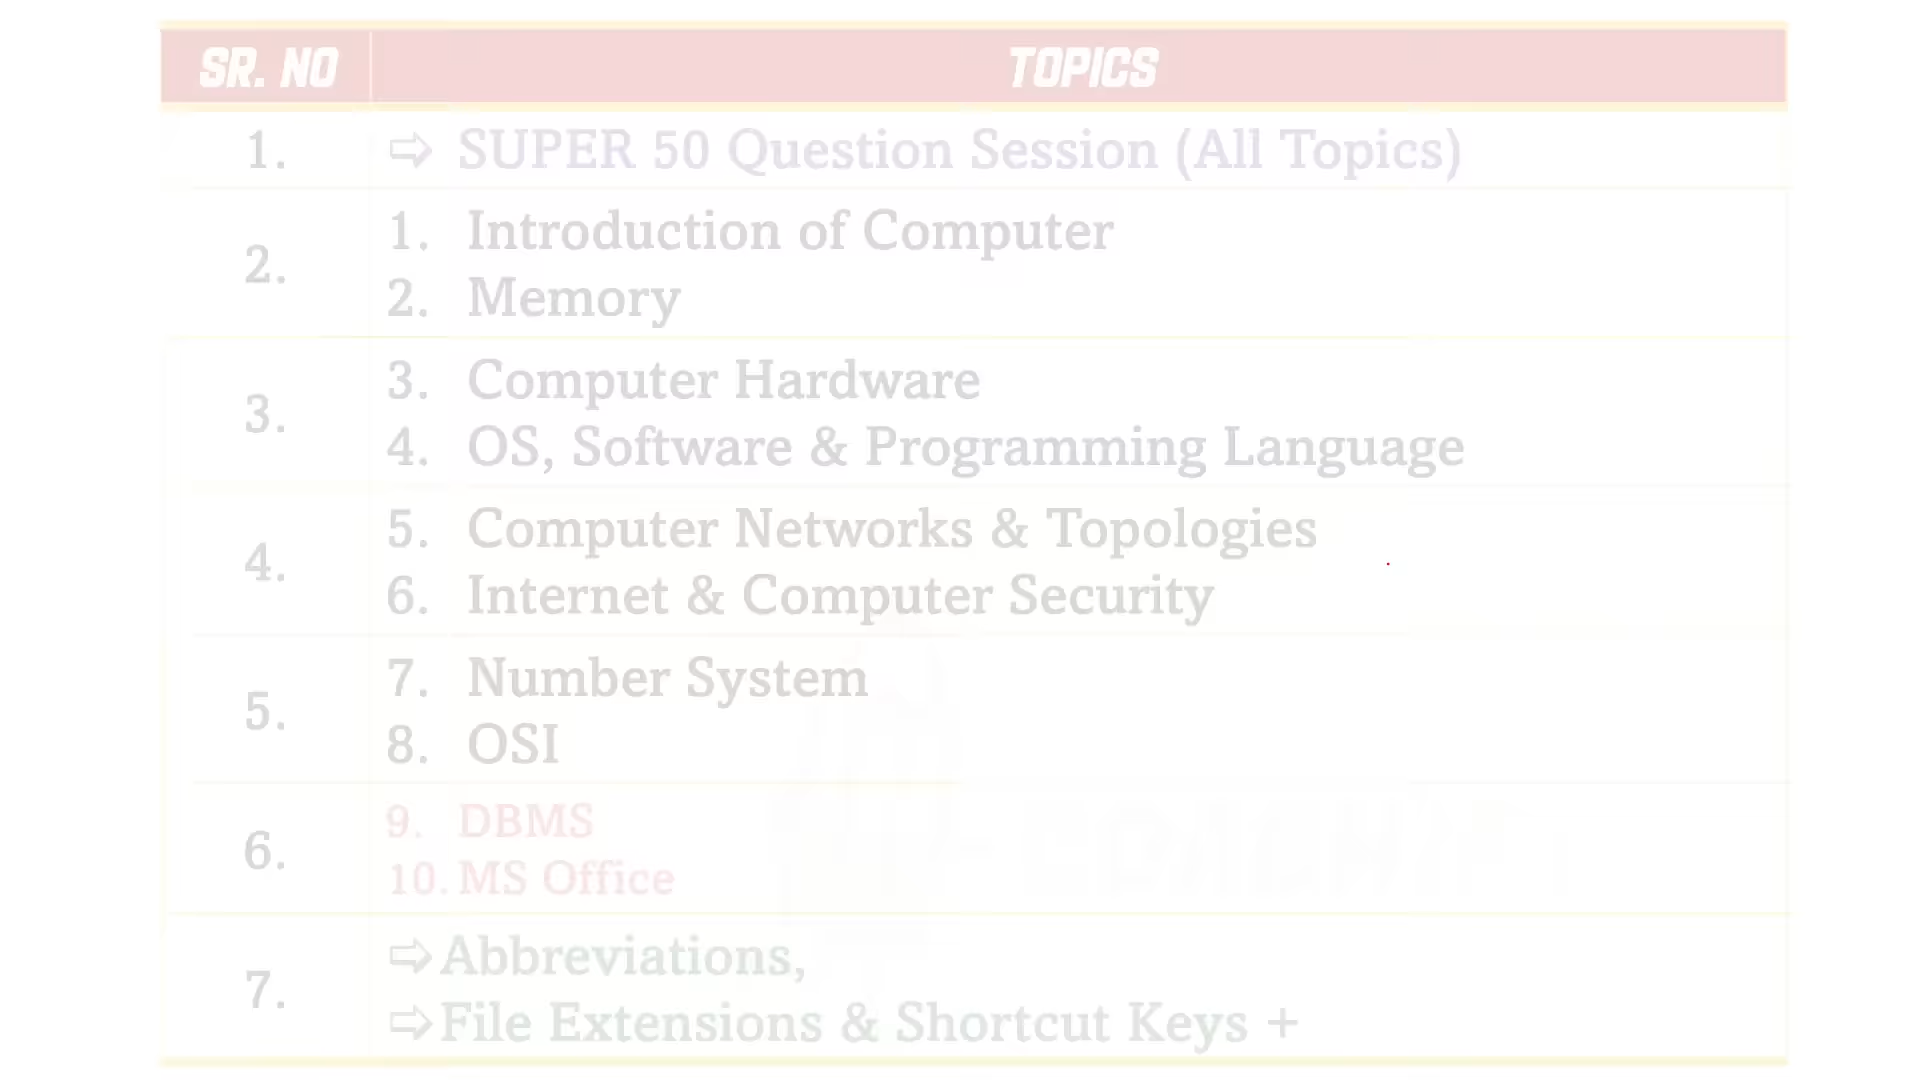 SR. NO TOPICS
1. ⇨ SUPER 50 Question Session (All Topics)
2.
1. Introduction of Computer
2. Memory
3.
3. Computer Hardware
4. OS, Software & Programming Language
4.
5. Computer Networks & Topologies
6. Internet & Computer Security
5.
7. Number System
8. OSI
6.
9. DBMS
10. MS Office
7.
⇨ Abbreviations,
⇨ File Extensions & Shortcut Keys +